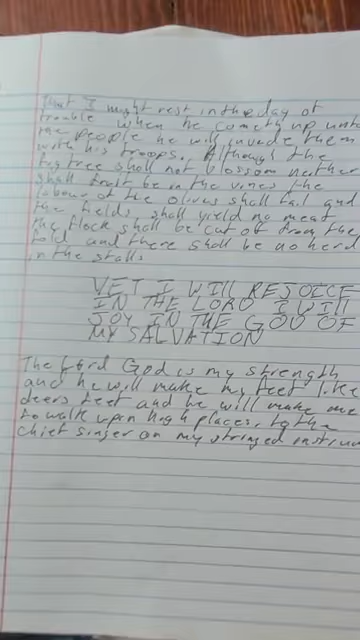 that I might rest in the day of
trouble when he cometh up unto
the people he will invade them
with his troops. Although the
fig tree shall not blossom neither
shall fruit be in the vines the
labour of the olives shall fail and
the fields shall yield no meat
the flock shall be cut off from the
fold and there shall be no herd
in the stalls
YET I WILL REJOICE
IN THE LORD I WILL
JOY IN THE GOD OF
MY SALVATION
The Lord God is my strength
and he will make my feet like
deers feet and he will make me
to walk upon high places, to the
chief singer on my stringed instrum